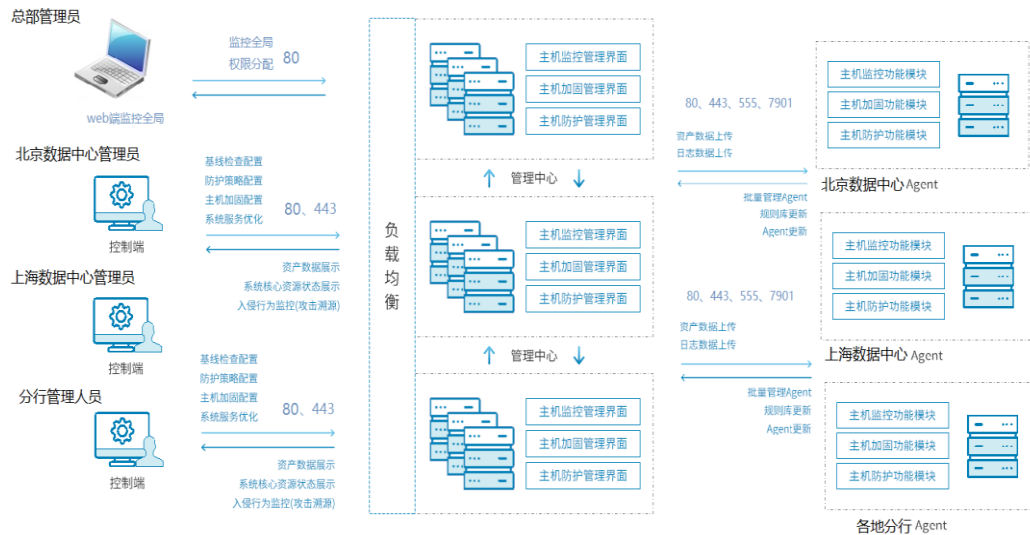 总部管理员
监控全局
权限分配 80
web端监控全局
北京数据中心管理员
基线检查配置
防护策略配置
主机加固配置
系统服务优化
80、443
控制端
资产数据展示
系统核心资源状态展示
入侵行为监控(攻击溯源)
上海数据中心管理员
控制端
基线检查配置
防护策略配置
主机加固配置
系统服务优化
80、443
分行管理人员
控制端
资产数据展示
系统核心资源状态展示
入侵行为监控(攻击溯源)
负载均衡
主机监控管理界面
主机加固管理界面
主机防护管理界面
管理中心
主机监控管理界面
主机加固管理界面
主机防护管理界面
管理中心
主机监控管理界面
主机加固管理界面
主机防护管理界面
80、443、555、7901
资产数据上传
日志数据上传
批量管理Agent
规则库更新
Agent更新
80、443、555、7901
资产数据上传
日志数据上传
批量管理Agent
规则库更新
Agent更新
主机监控功能模块
主机加固功能模块
主机防护功能模块
北京数据中心 Agent
主机监控功能模块
主机加固功能模块
主机防护功能模块
上海数据中心 Agent
主机监控功能模块
主机加固功能模块
主机防护功能模块
各地分行 Agent